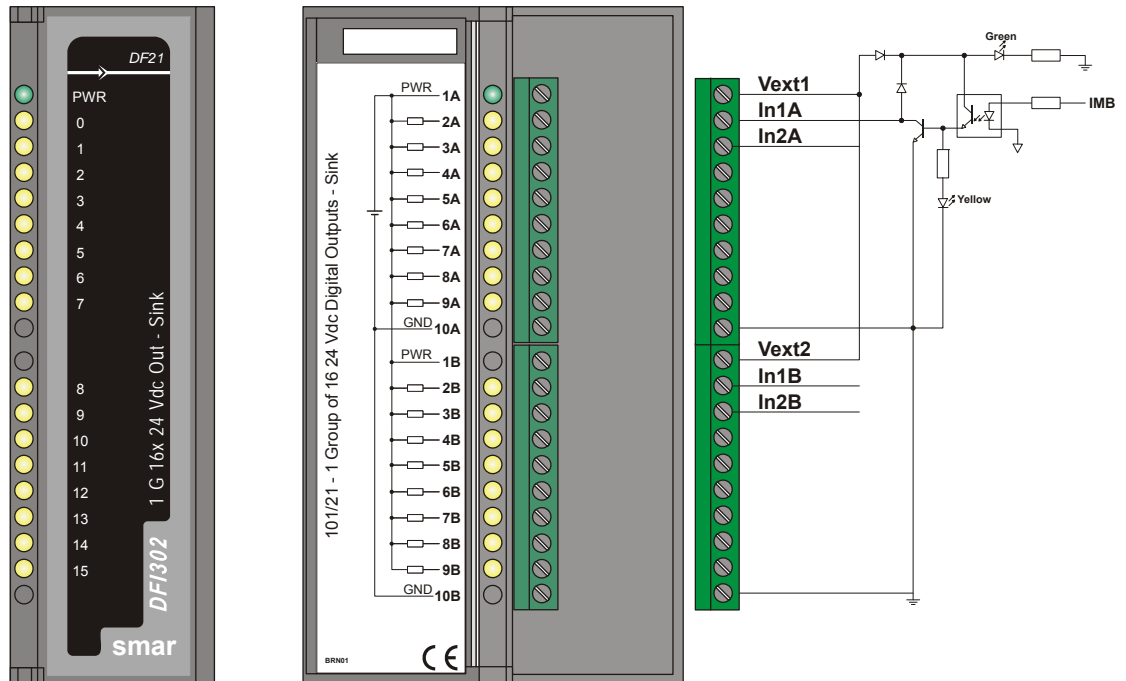 DF21
PWR
0
1
2
3
4
5
6
7
8
9
10
11
12
13
14
15
1 G 16x 24 Vdc Out - Sink
DFI302
smar
101/21 - 1 Group of 16 24 Vdc Digital Outputs - Sink
PWR 1A
2A
3A
4A
5A
6A
7A
8A
9A
GND 10A
PWR 1B
2B
3B
4B
5B
6B
7B
8B
9B
GND 10B
BRN01
CE
Vext1
In1A
In2A
Vext2
In1B
In2B
Green
IMB
Yellow